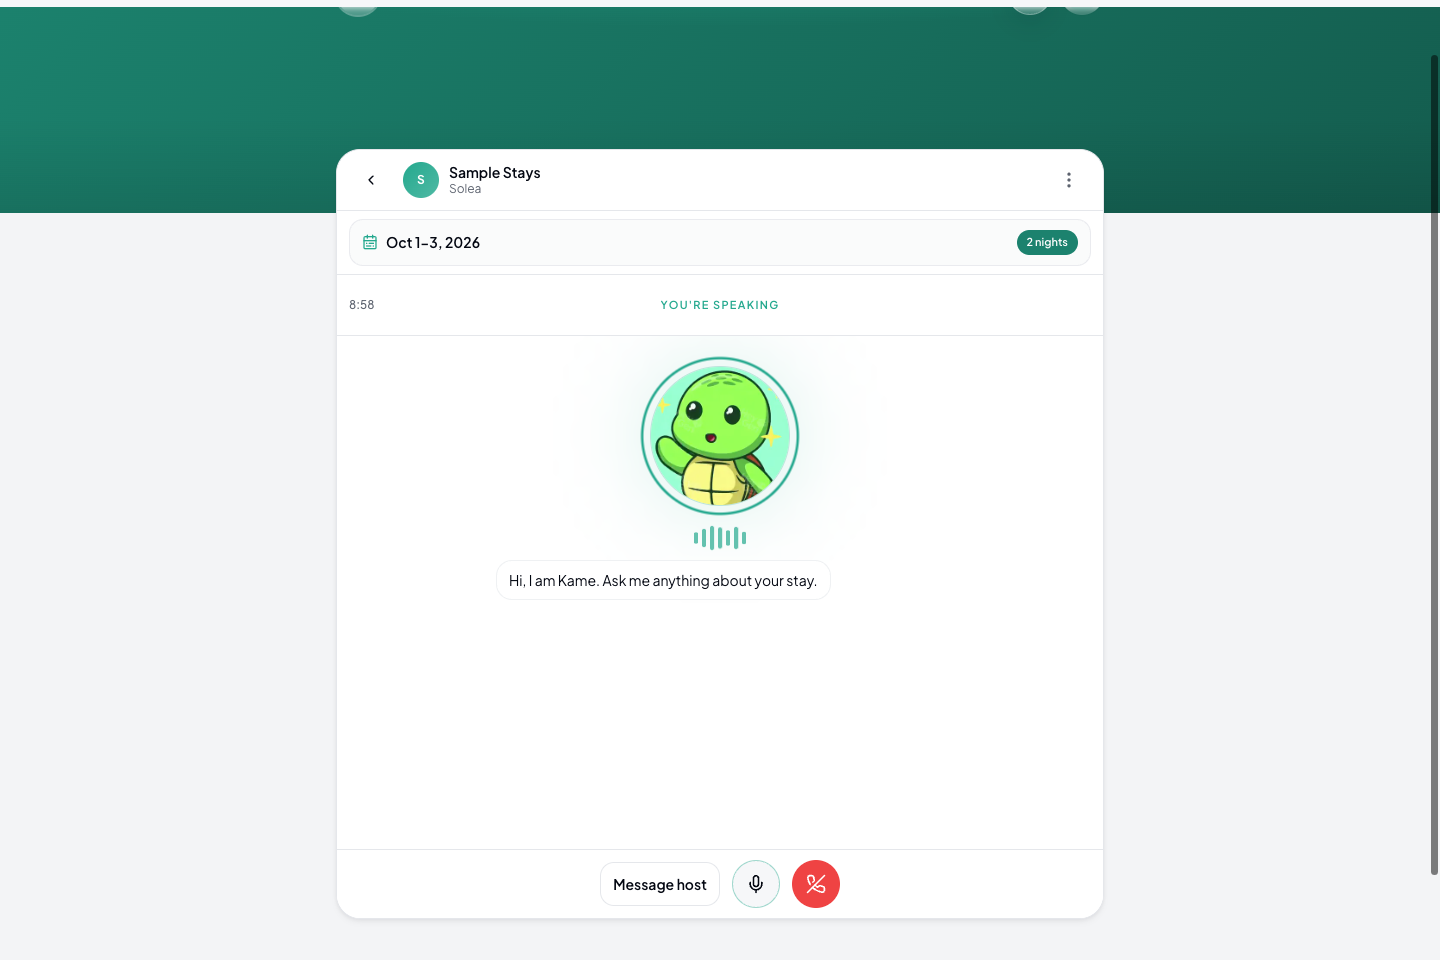 S
Sample Stays
Solea
Oct 1–3, 2026
2 nights
8:58
YOU'RE SPEAKING
Hi, I am Kame. Ask me anything about your stay.
Message host